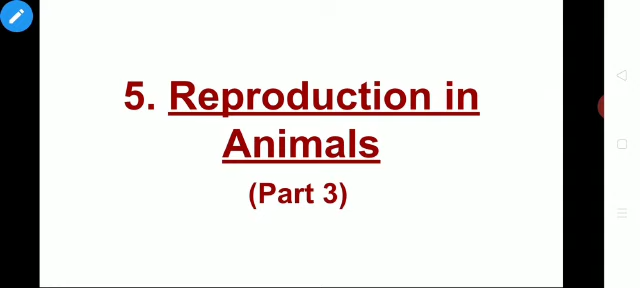 5. Reproduction in
Animals
(Part 3)